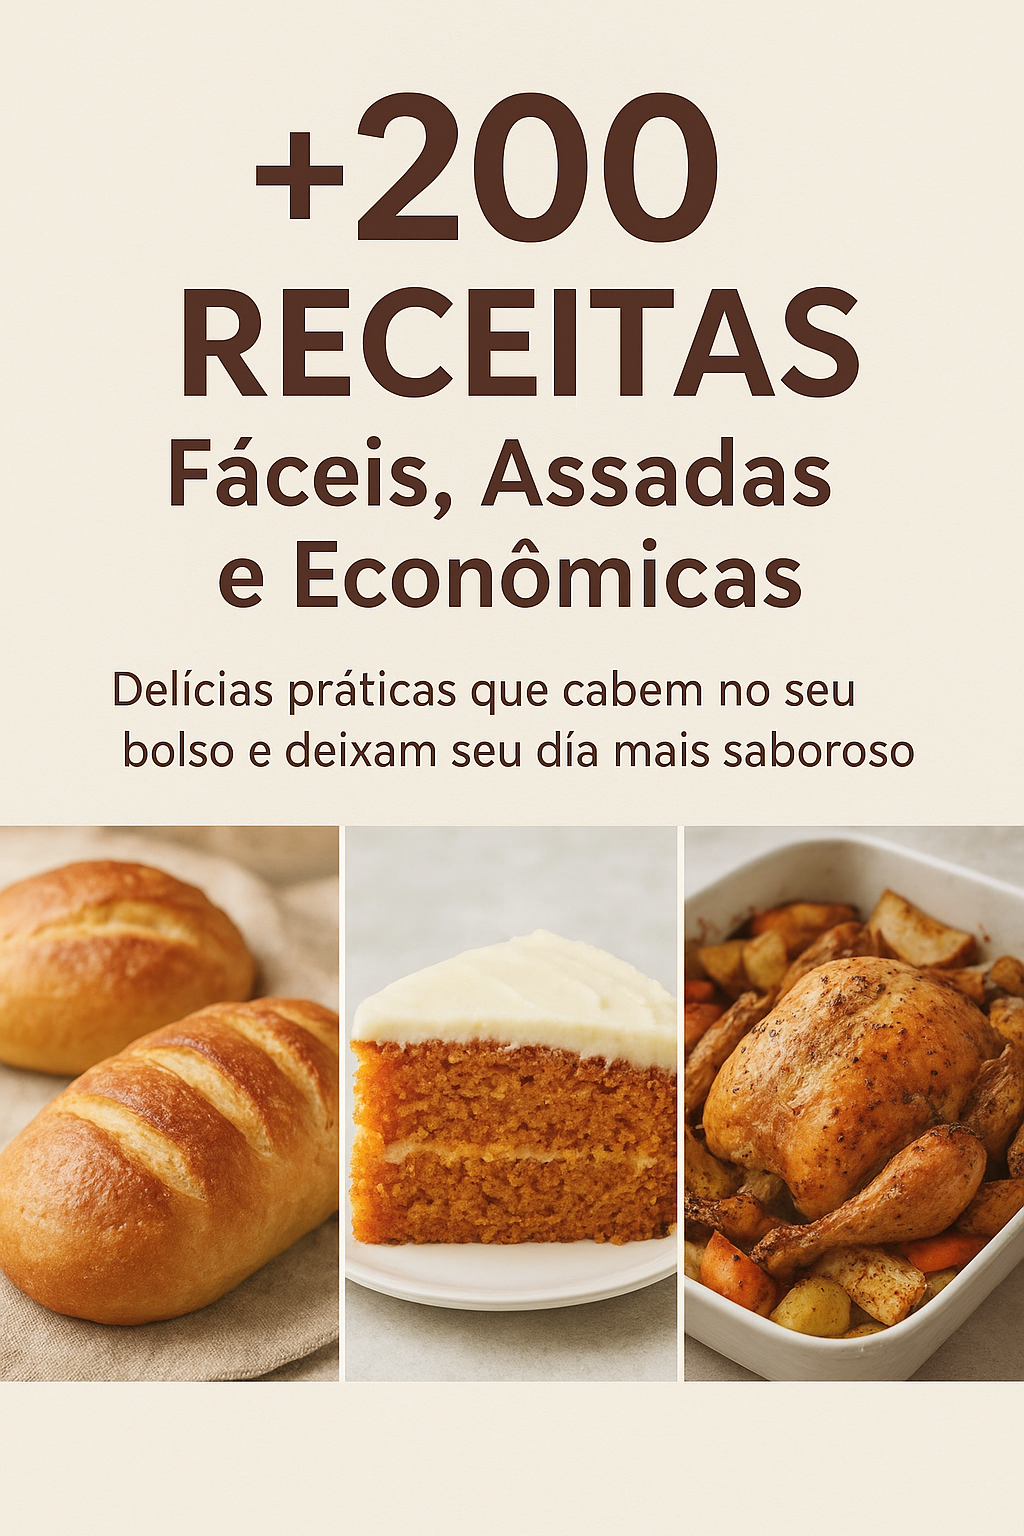 +200
RECEITAS
Fáceis, Assadas
e Econômicas
Delícias práticas que cabem no seu
bolso e deixam seu día mais saboroso